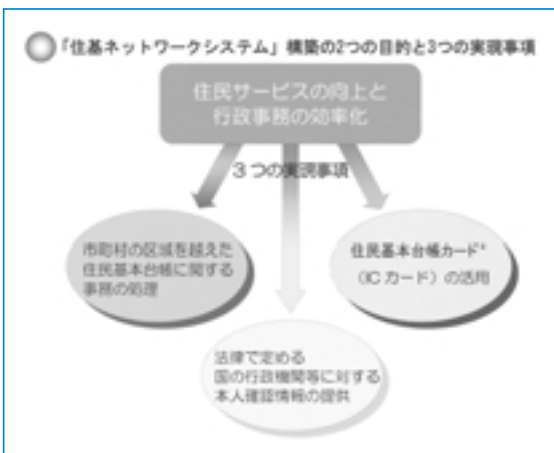 「住基ネットワークシステム」構築の2つの目的と3つの実現事項
住民サービスの向上と
行政事務の効率化
3つの実現事項
市町村の区域を越えた
住民基本台帳に関する
事務の処理
住民基本台帳カード*
(ICカード)の活用
法律で定める
国の行政機関等に対する
本人確認情報の提供